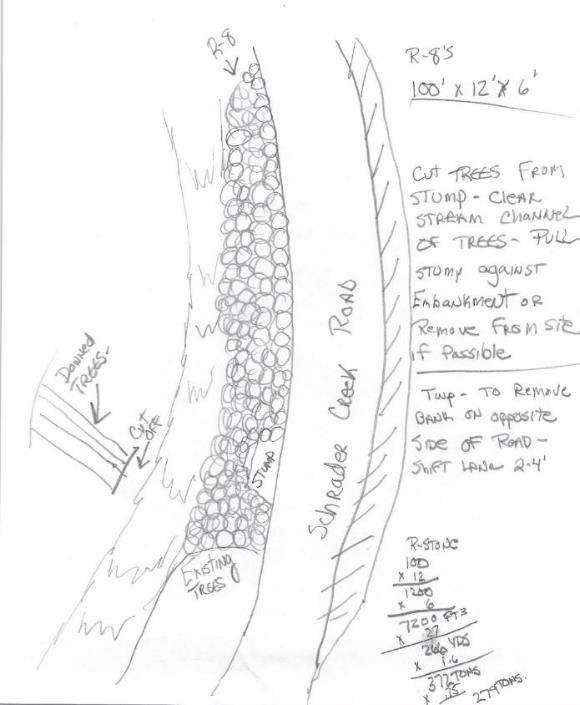 R-8
R-8's
100' x 12' x 6'
Cut TREES From
STUMP - CLEAR
STREAM CHANNEL
OF TREES - PULL
STUMP against
Embankment OR
Remove From Site
if Possible
Twp - To Remove
BANK ON opposite
SIDE OF ROAD -
SHIFT LANE 2-4'
Downed
TREES-
Cut
OFF
STUMP
Schrader Creek ROAD
Existing
TREES
R-STONE
100
x 12
1200
x 6
7200 FT3
x 27
YDS
x 1.6
372 TONS
x .75
279 TONS.